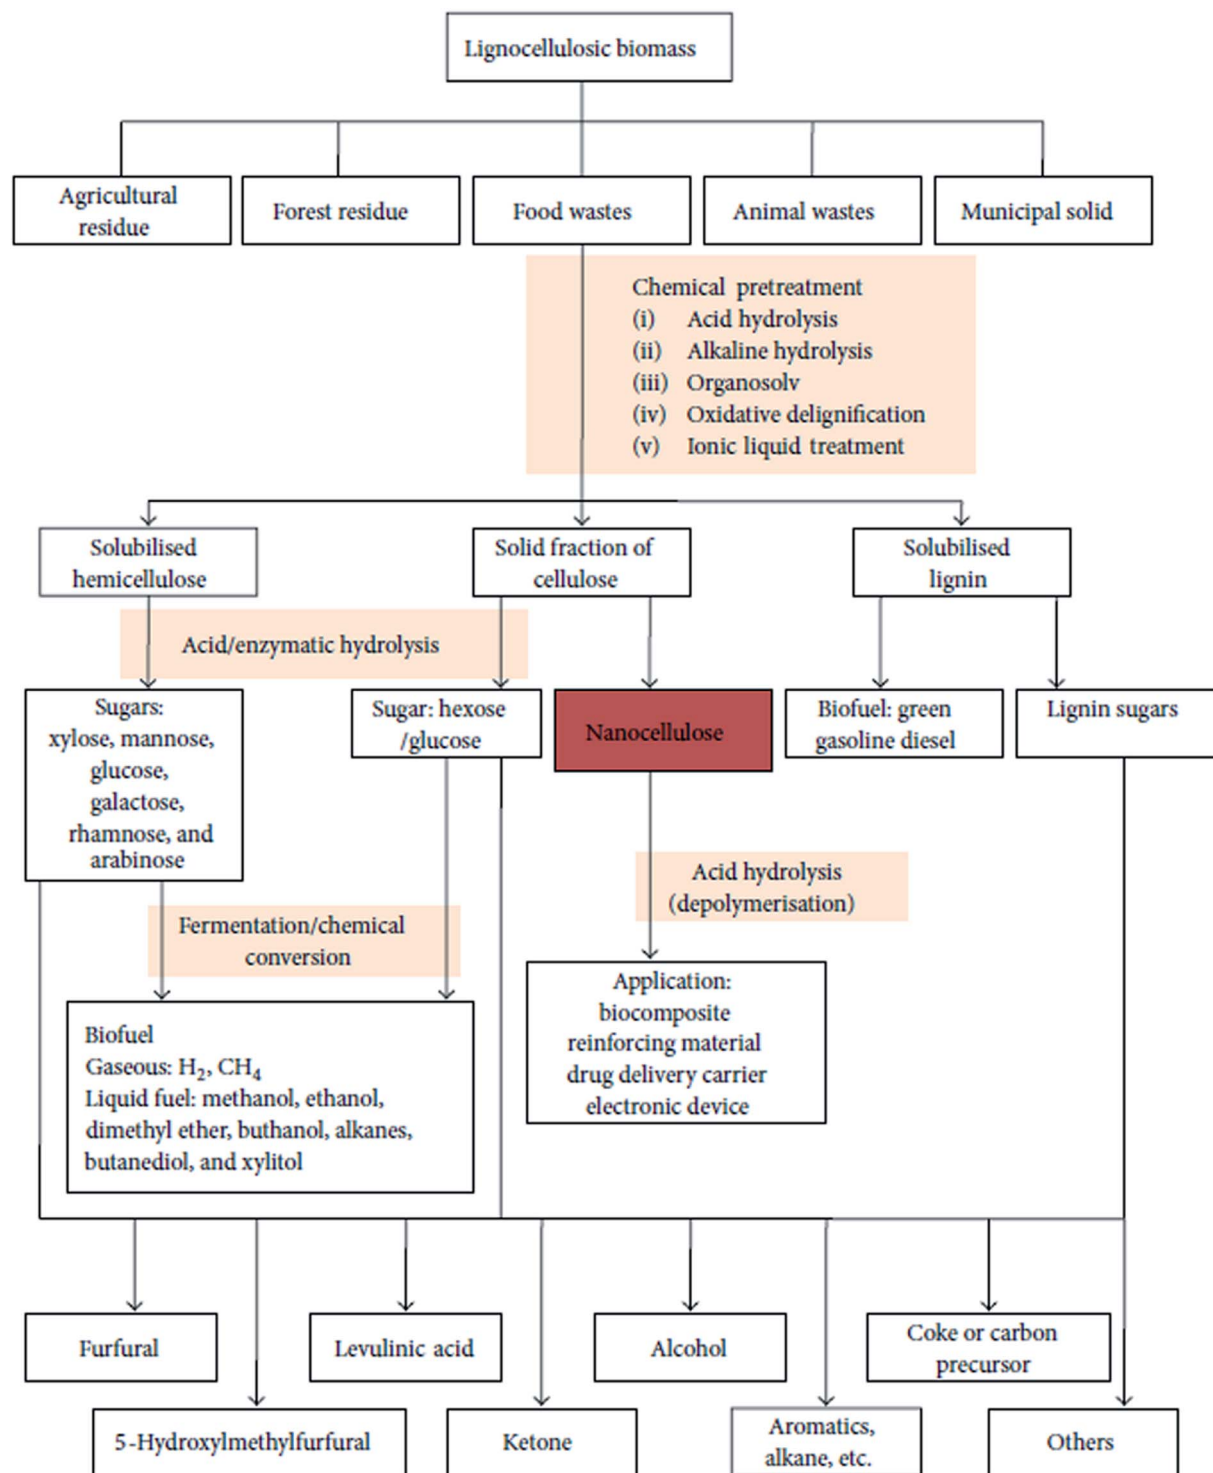 Lignocellulosic biomass
Agricultural
residue
Forest residue
Food wastes
Animal wastes
Municipal solid
Chemical pretreatment
(i) Acid hydrolysis
(ii) Alkaline hydrolysis
(iii) Organosolv
(iv) Oxidative delignification
(v) Ionic liquid treatment
Solubilised
hemicellulose
Solid fraction of
cellulose
Solubilised
lignin
Acid/enzymatic hydrolysis
Sugars:
xylose, mannose,
glucose,
galactose,
rhamnose, and
arabinose
Sugar: hexose
/glucose
Nanocellulose
Biofuel: green
gasoline diesel
Lignin sugars
Acid hydrolysis
(depolymerisation)
Fermentation/chemical
conversion
Application:
biocomposite
reinforcing material
drug delivery carrier
electronic device
Biofuel
Gaseous: H₂, CH₄
Liquid fuel: methanol, ethanol,
dimethyl ether, buthanol, alkanes,
butanediol, and xylitol
Furfural
Levulinic acid
Alcohol
Coke or carbon
precursor
5-Hydroxylmethylfurfural
Ketone
Aromatics,
alkane, etc.
Others